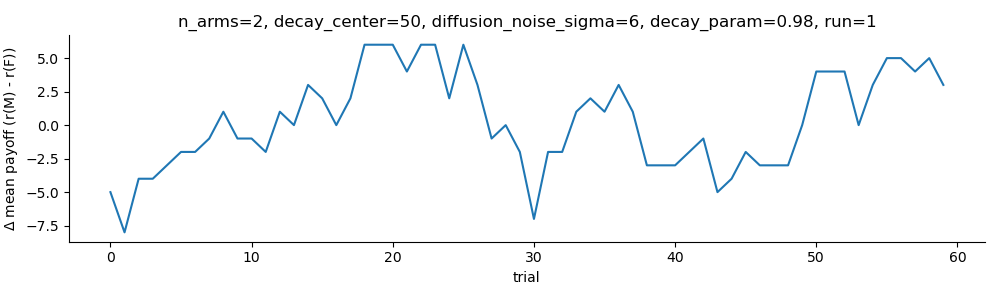 n_arms=2, decay_center=50, diffusion_noise_sigma=6, decay_param=0.98, run=1
Δ mean payoff (r(M) - r(F))
5.0
2.5
0.0
−2.5
−5.0
−7.5
0 10 20 30 40 50 60
trial